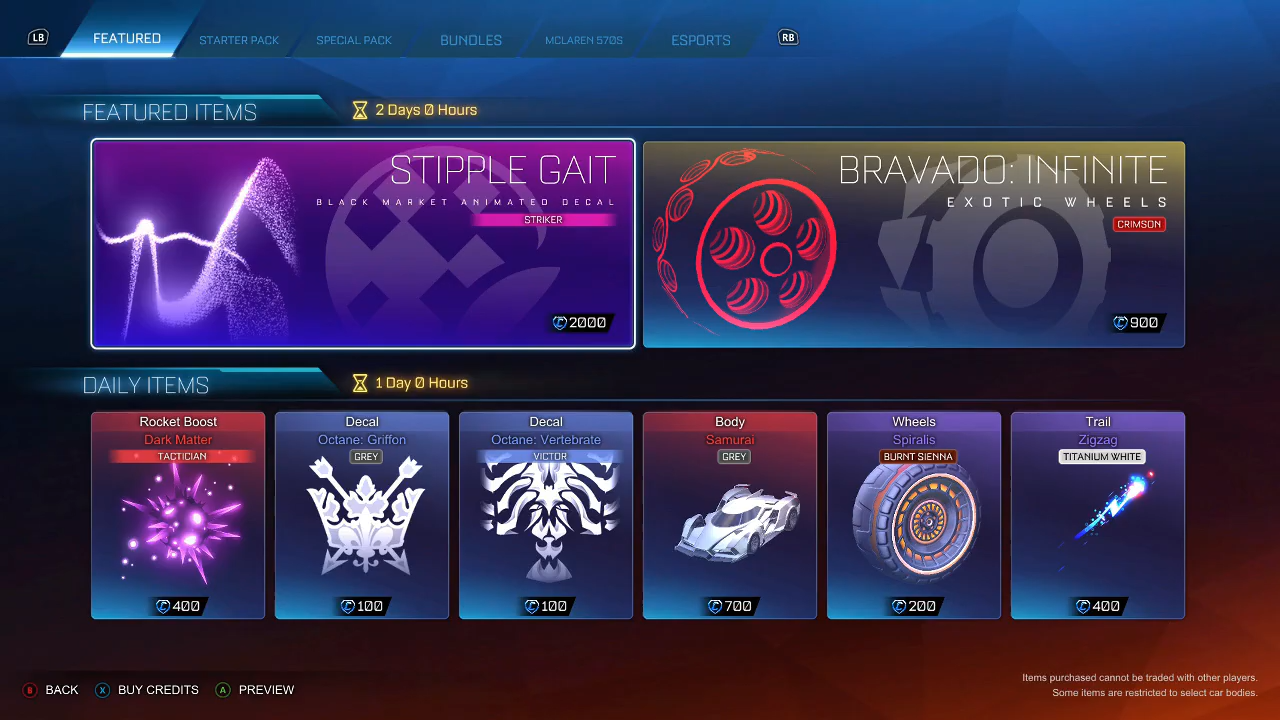 LB
FEATURED
STARTER PACK
SPECIAL PACK
BUNDLES
MCLAREN 570S
ESPORTS
RB
FEATURED ITEMS
2 Days 0 Hours
STIPPLE GAIT
BLACK MARKET ANIMATED DECAL
STRIKER
2000
BRAVADO: INFINITE
EXOTIC WHEELS
CRIMSON
900
DAILY ITEMS
1 Day 0 Hours
Rocket Boost
Dark Matter
TACTICIAN
400
Decal
Octane: Griffon
GREY
100
Decal
Octane: Vertebrate
VICTOR
100
Body
Samurai
GREY
700
Wheels
Spiralis
BURNT SIENNA
200
Trail
Zigzag
TITANIUM WHITE
400
B BACK
X BUY CREDITS
A PREVIEW
Items purchased cannot be traded with other players.
Some items are restricted to select car bodies.